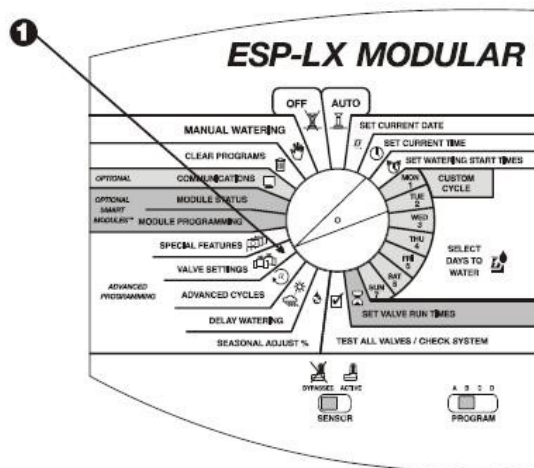 1
ESP-LX MODULAR
OFF
AUTO
MANUAL WATERING
SET CURRENT DATE
SET CURRENT TIME
CLEAR PROGRAMS
SET WATERING START TIMES
OPTIONAL
COMMUNICATIONS
MON
1
CUSTOM
CYCLE
OPTIONAL
SMART
MODULES™
MODULE STATUS
TUE
2
MODULE PROGRAMMING
WED
3
SPECIAL FEATURES
THU
4
SELECT
DAYS TO
WATER
VALVE SETTINGS
FRI
5
ADVANCED
PROGRAMMING
ADVANCED CYCLES
SAT
6
SUN
7
DELAY WATERING
SET VALVE RUN TIMES
SEASONAL ADJUST %
TEST ALL VALVES / CHECK SYSTEM
BYPASSED ACTIVE
SENSOR
A B C D
PROGRAM